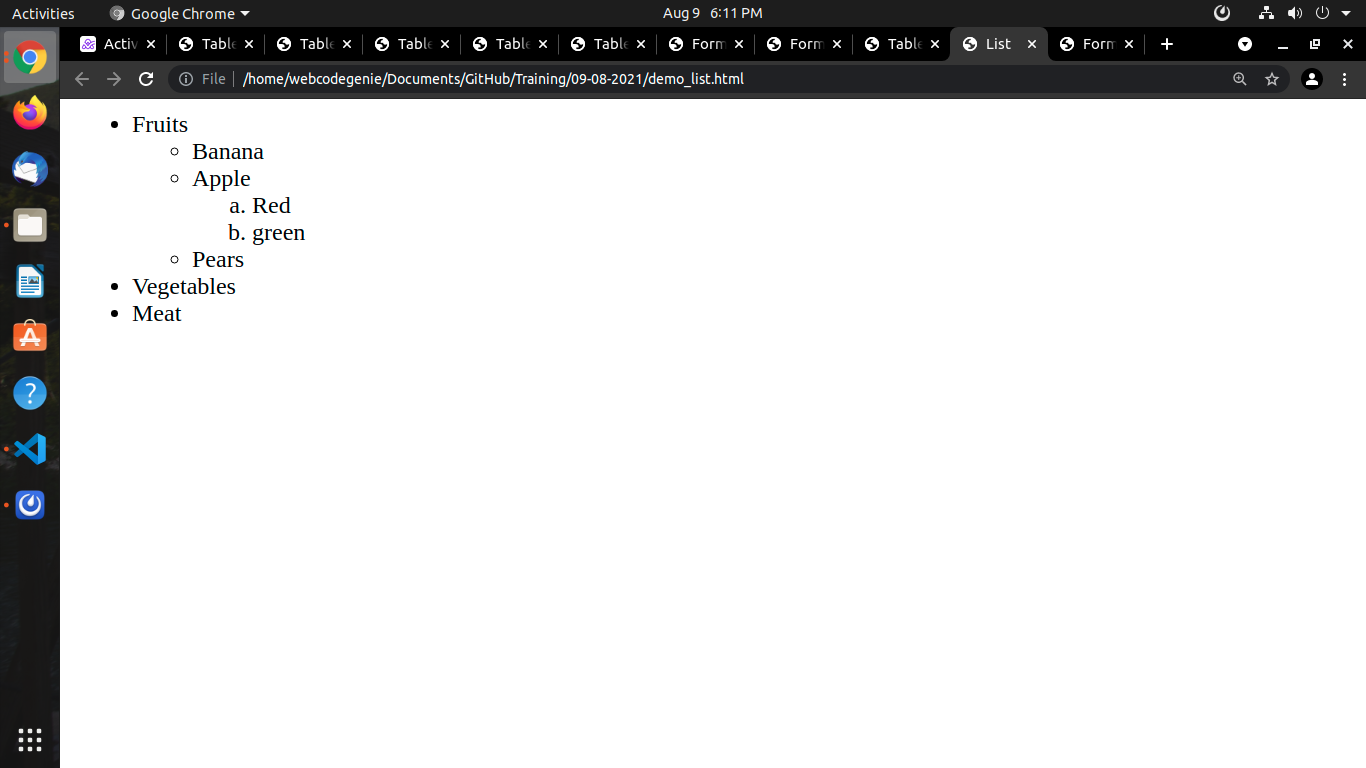 Activities
Google Chrome
Aug 9 6:11 PM
Activ
Table
Table
Table
Table
Table
Form
Form
Table
List
Form
File
/home/webcodegenie/Documents/GitHub/Training/09-08-2021/demo_list.html
• Fruits
◦ Banana
◦ Apple
a. Red
b. green
◦ Pears
• Vegetables
• Meat